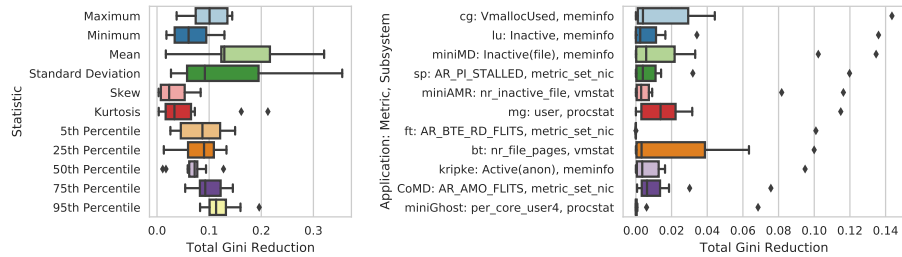 Statistic
Maximum
Minimum
Mean
Standard Deviation
Skew
Kurtosis
5th Percentile
25th Percentile
50th Percentile
75th Percentile
95th Percentile
0.0 0.1 0.2 0.3
Total Gini Reduction
Application: Metric, Subsystem
cg: VmallocUsed, meminfo
lu: Inactive, meminfo
miniMD: Inactive(file), meminfo
sp: AR_PI_STALLED, metric_set_nic
miniAMR: nr_inactive_file, vmstat
mg: user, procstat
ft: AR_BTE_RD_FLITS, metric_set_nic
bt: nr_file_pages, vmstat
kripke: Active(anon), meminfo
CoMD: AR_AMO_FLITS, metric_set_nic
miniGhost: per_core_user4, procstat
0.00 0.02 0.04 0.06 0.08 0.10 0.12 0.14
Total Gini Reduction